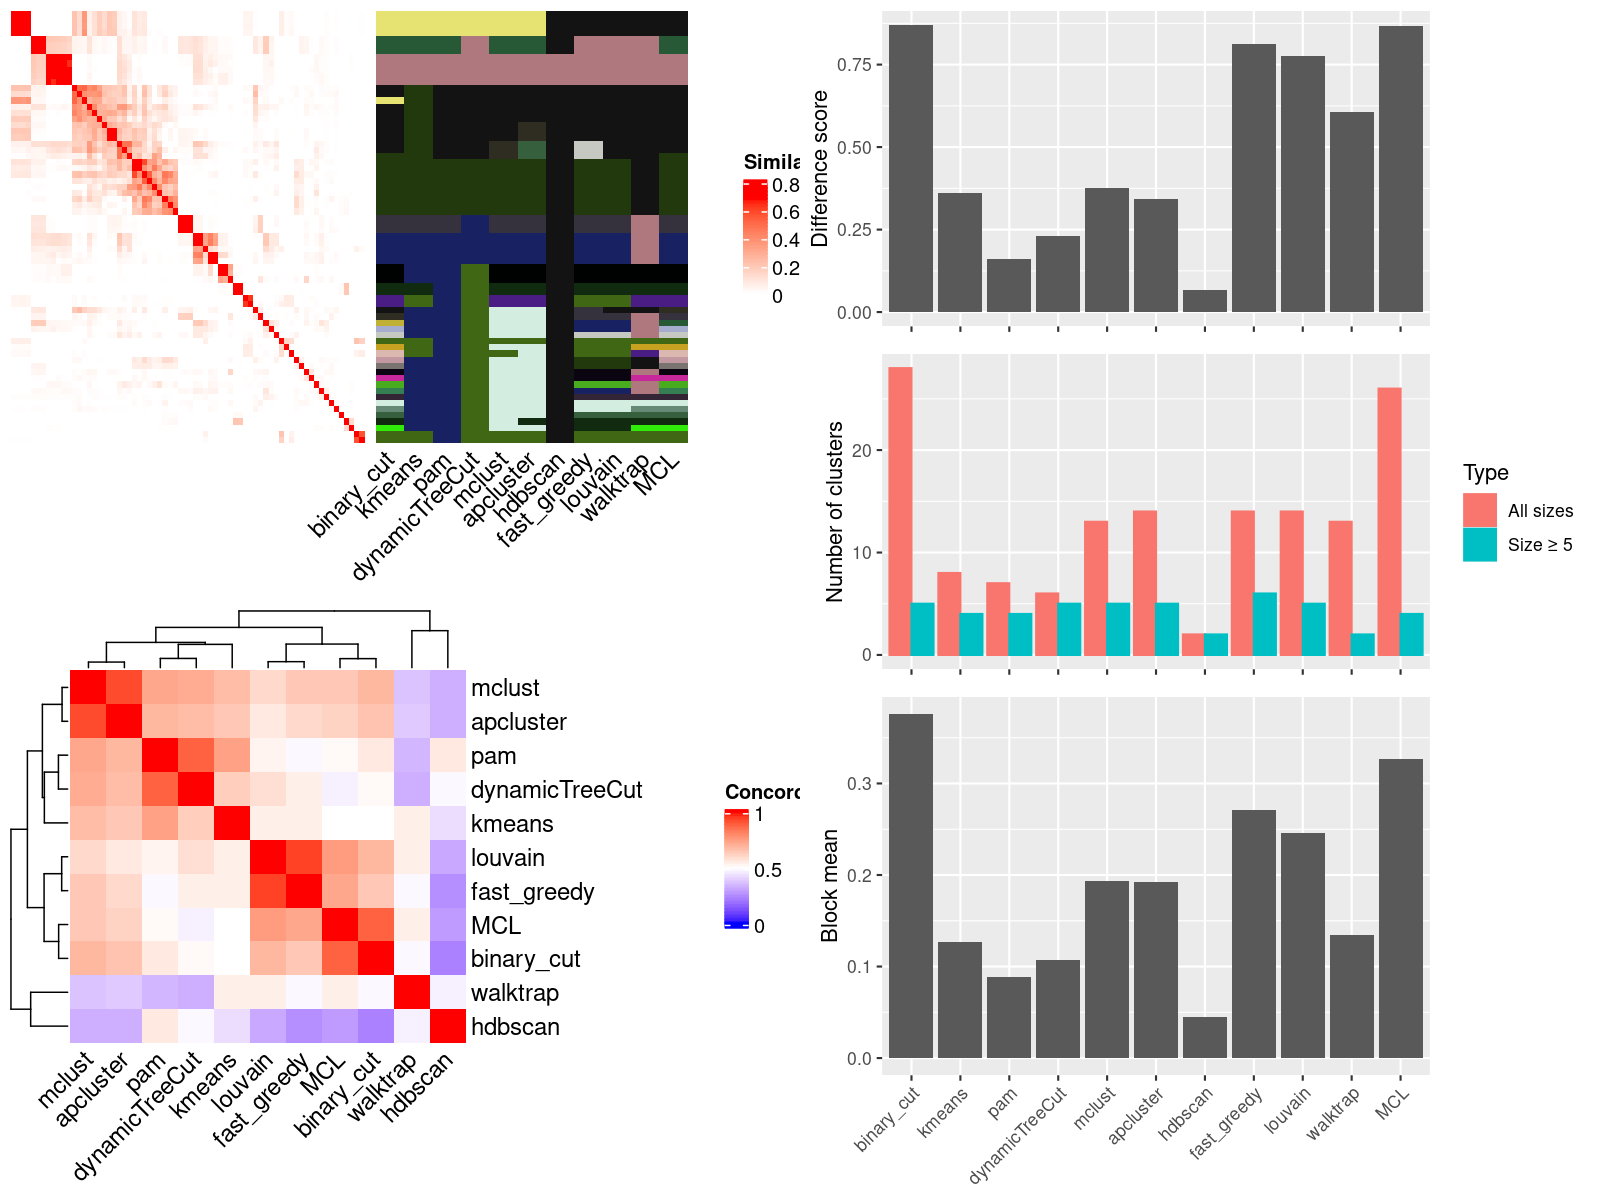 Simila
0.8
0.6
0.4
0.2
0
binary_cut
kmeans
pam
dynamicTreeCut
mclust
apcluster
hdbscan
fast_greedy
louvain
walktrap
MCL
mclust
apcluster
pam
dynamicTreeCut
kmeans
louvain
fast_greedy
MCL
binary_cut
walktrap
hdbscan
mclust
apcluster
pam
dynamicTreeCut
kmeans
louvain
fast_greedy
MCL
binary_cut
walktrap
hdbscan
Concord
1
0.5
0
Difference score
0.75
0.50
0.25
0.00
Number of clusters
20
10
0
Type
All sizes
Size ≥ 5
Block mean
0.3
0.2
0.1
0.0
binary_cut
kmeans
pam
dynamicTreeCut
mclust
apcluster
hdbscan
fast_greedy
louvain
walktrap
MCL